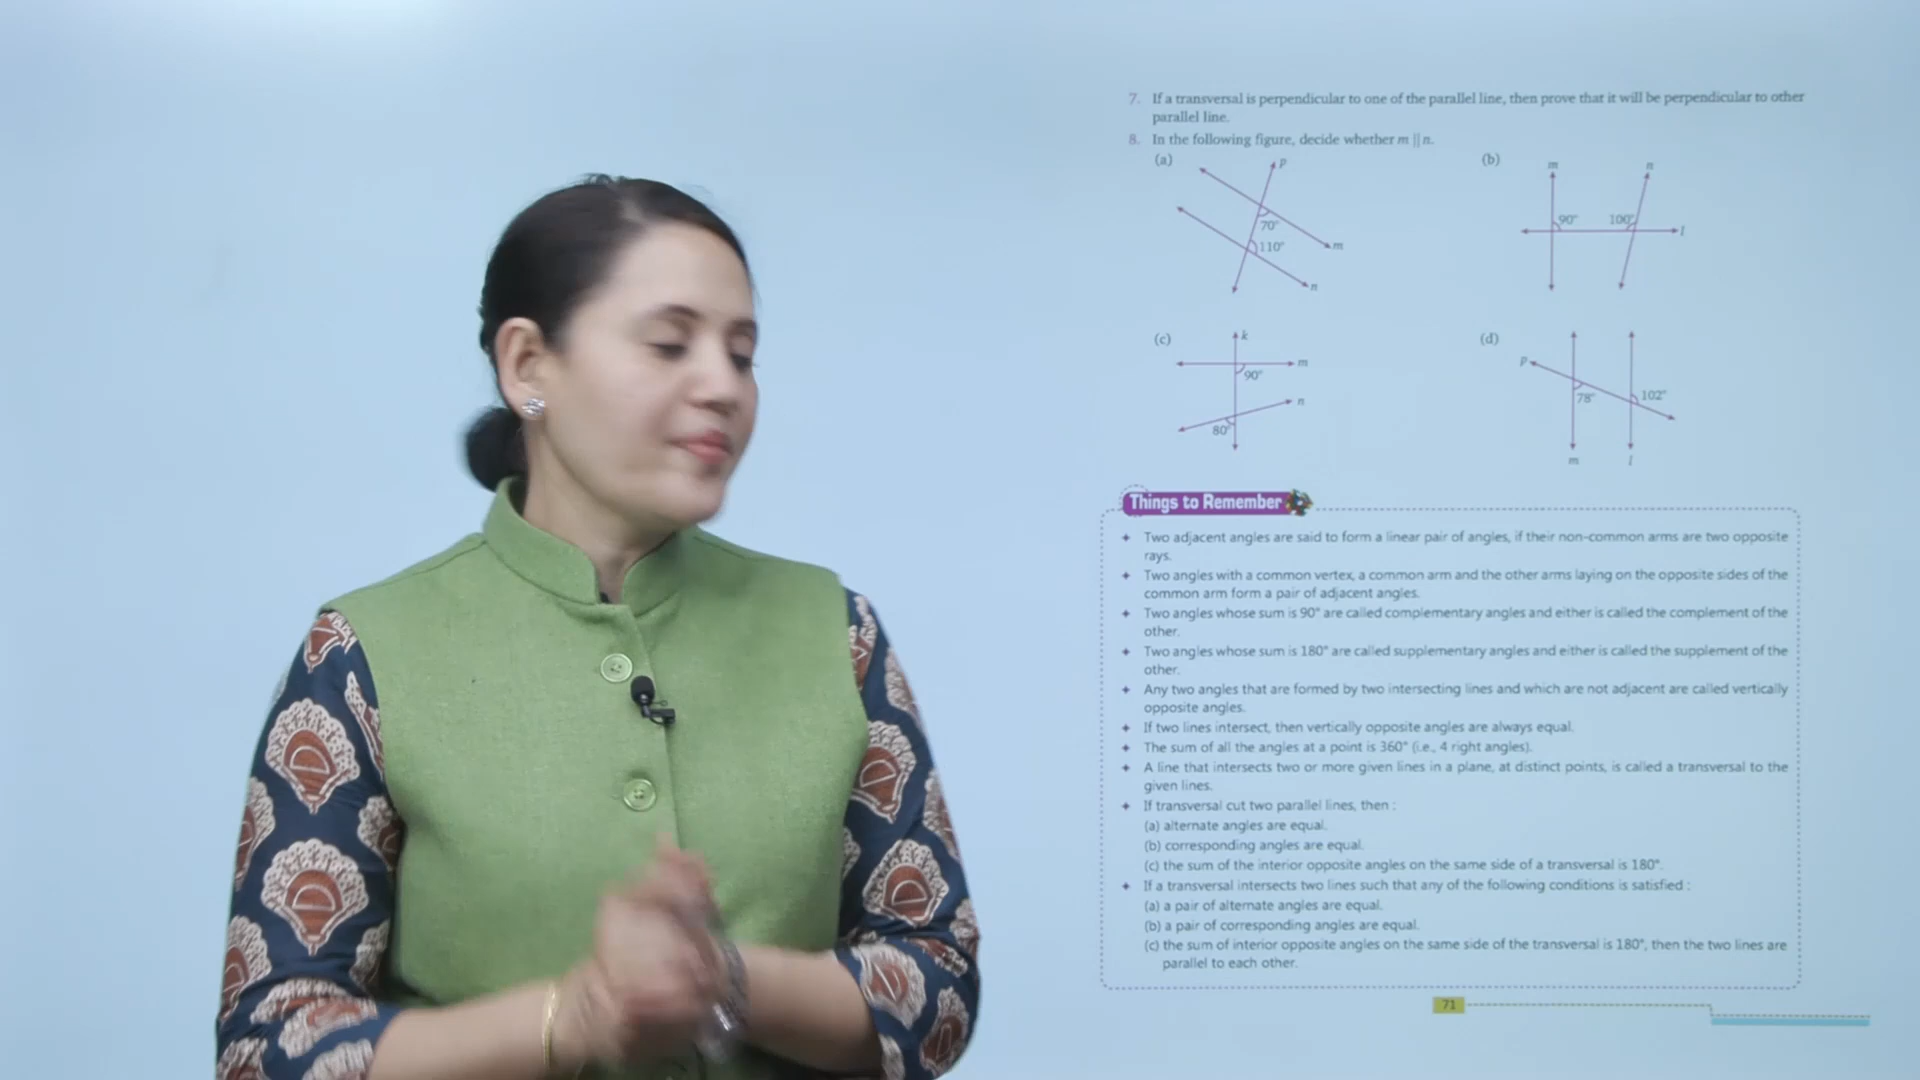 7. If a transversal is perpendicular to one of the parallel line, then prove that it will be perpendicular to other
parallel line.
8. In the following figure, decide whether m || n.
(a)
p
70°
110°
m
n
(b)
m
n
90°
100°
l
(c)
k
m
90°
n
80°
(d)
p
78°
102°
m
l
Things to Remember
Two adjacent angles are said to form a linear pair of angles, if their non-common arms are two opposite
rays.
Two angles with a common vertex, a common arm and the other arms laying on the opposite sides of the
common arm form a pair of adjacent angles.
Two angles whose sum is 90° are called complementary angles and either is called the complement of the
other.
Two angles whose sum is 180° are called supplementary angles and either is called the supplement of the
other.
Any two angles that are formed by two intersecting lines and which are not adjacent are called vertically
opposite angles.
If two lines intersect, then vertically opposite angles are always equal.
The sum of all the angles at a point is 360° (i.e., 4 right angles).
A line that intersects two or more given lines in a plane, at distinct points, is called a transversal to the
given lines.
If transversal cut two parallel lines, then :
(a) alternate angles are equal.
(b) corresponding angles are equal.
(c) the sum of the interior opposite angles on the same side of a transversal is 180°.
If a transversal intersects two lines such that any of the following conditions is satisfied :
(a) a pair of alternate angles are equal.
(b) a pair of corresponding angles are equal.
(c) the sum of interior opposite angles on the same side of the transversal is 180°, then the two lines are
parallel to each other.
71